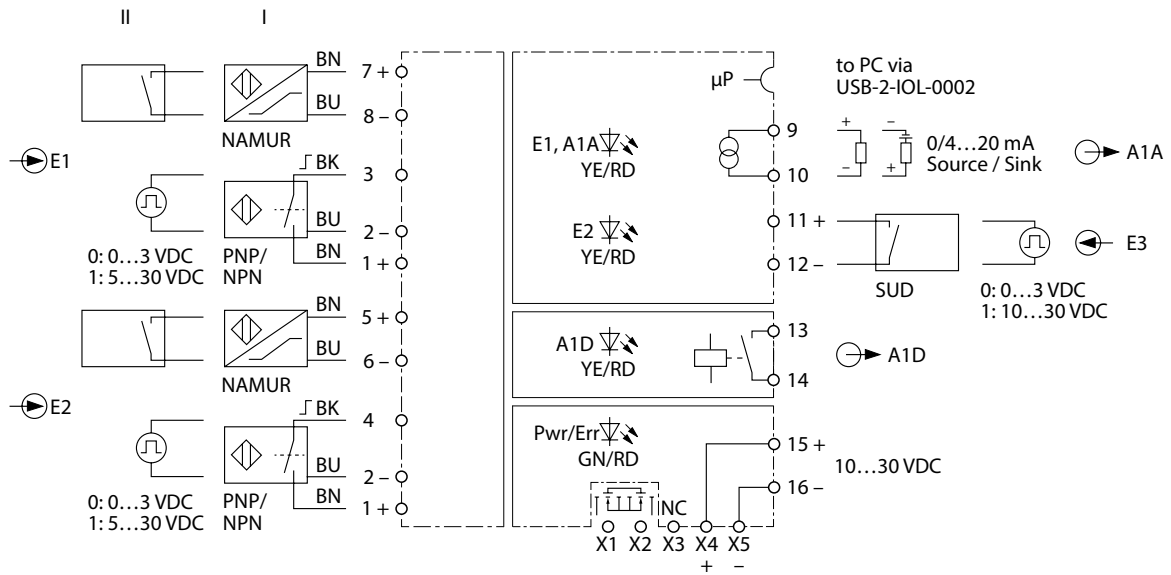 II
I
BN
7 +
BU
8 –
NAMUR
E1
BK
3
BU
2 –
BN
1 +
0: 0…3 VDC
1: 5…30 VDC
PNP/
NPN
BN
5 +
BU
6 –
NAMUR
E2
BK
4
BU
2 –
BN
1 +
0: 0…3 VDC
1: 5…30 VDC
PNP/
NPN
µP
to PC via
USB-2-IOL-0002
E1, A1A
YE/RD
9
10
+
–
–
+
0/4…20 mA
Source / Sink
A1A
E2
YE/RD
11 +
12 –
SUD
E3
0: 0…3 VDC
1: 10…30 VDC
A1D
YE/RD
13
14
A1D
Pwr/Err
GN/RD
15 +
16 –
10…30 VDC
NC
X1 X2 X3 X4 X5
+ –